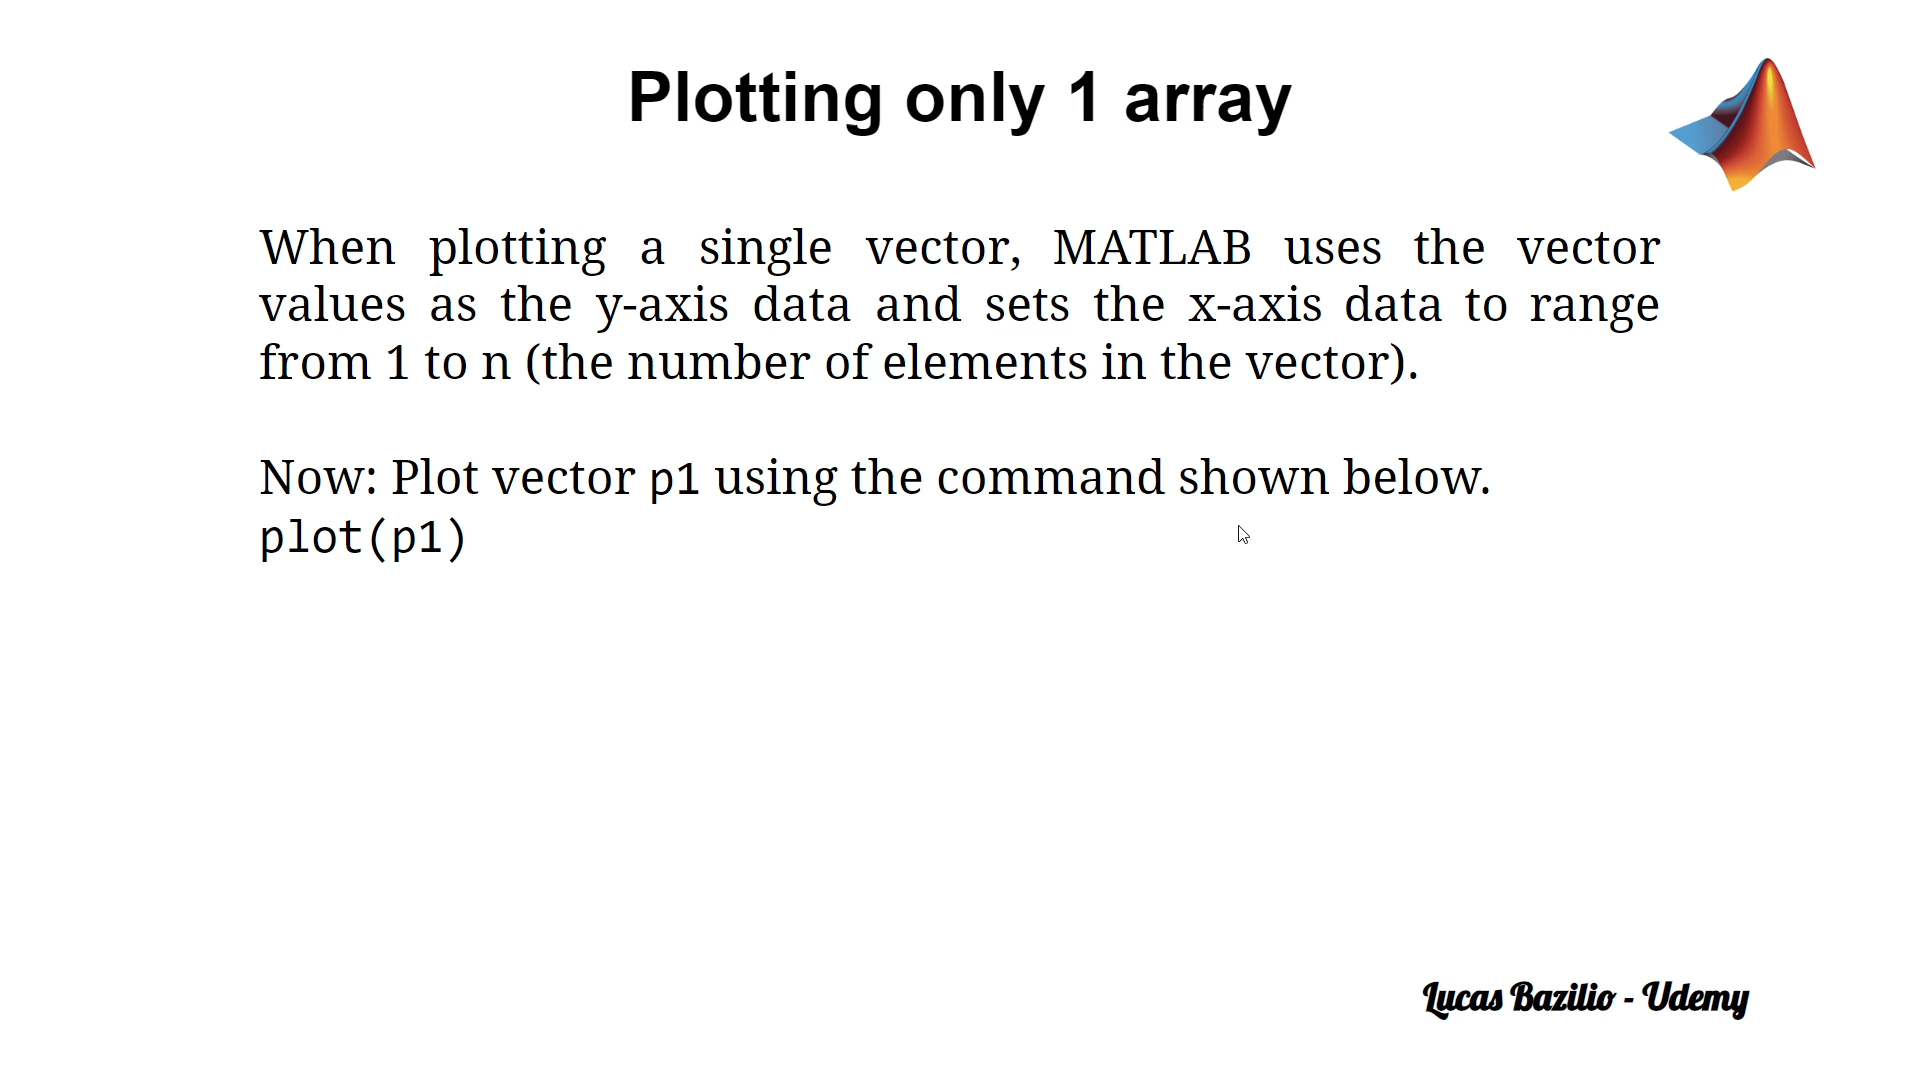 Plotting only 1 array
When plotting a single vector, MATLAB uses the vector
values as the y-axis data and sets the x-axis data to range
from 1 to n (the number of elements in the vector).
Now: Plot vector p1 using the command shown below.
plot(p1)
Lucas Bazilio - Udemy